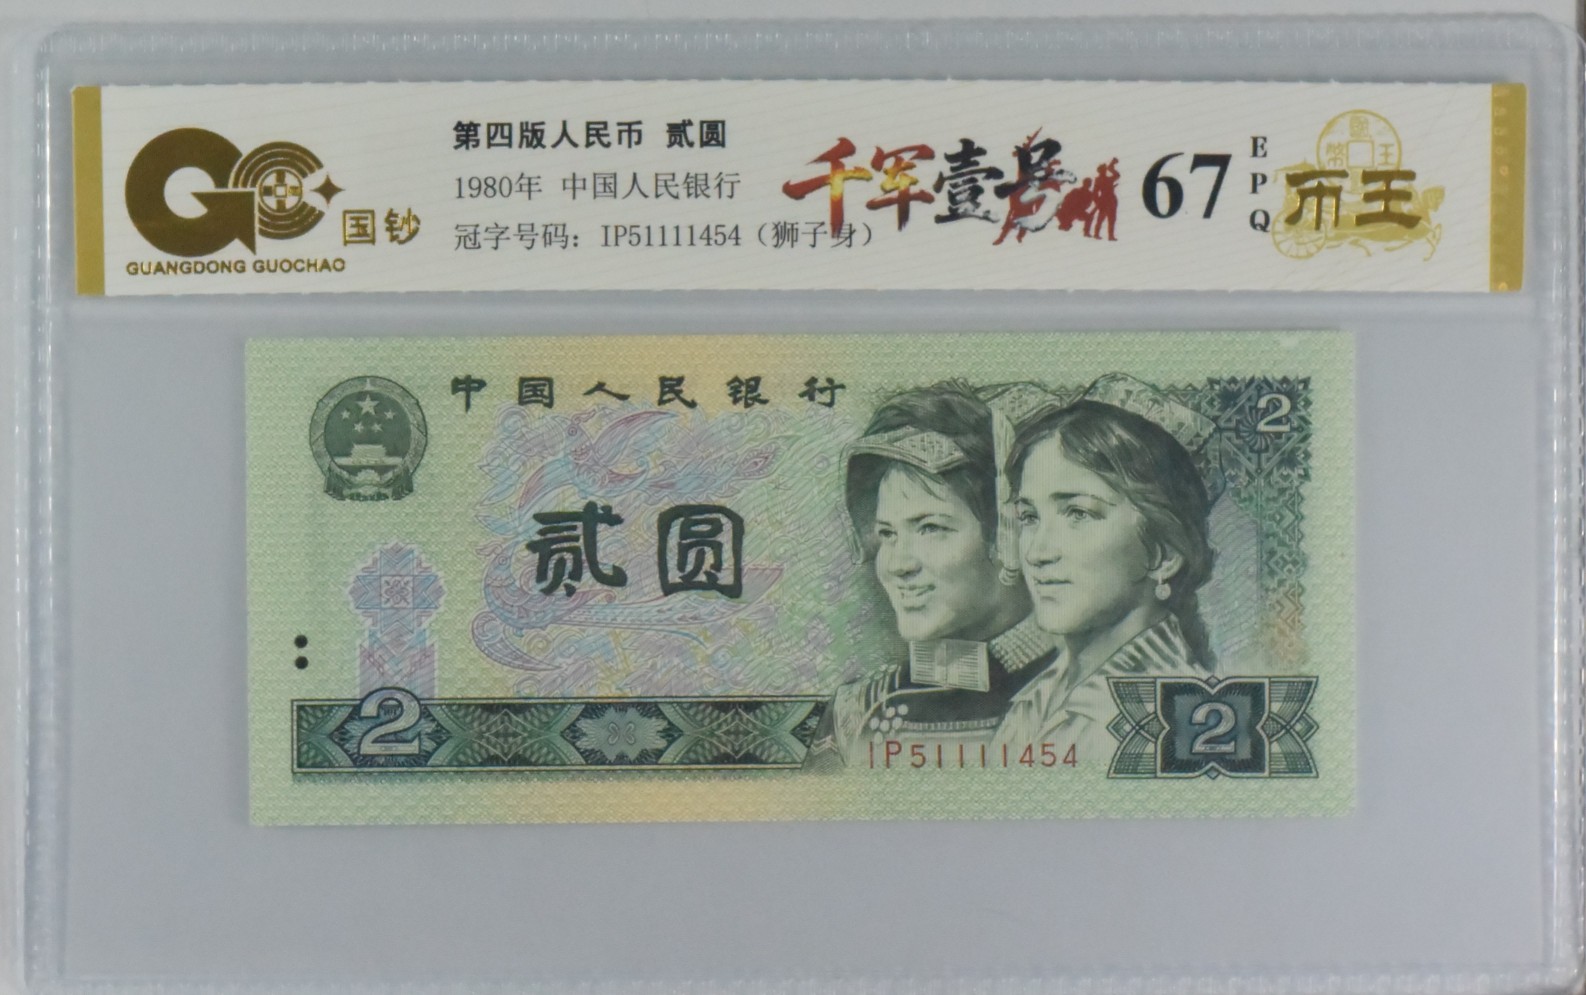 国钞
GUANGDONG GUOCHAO
第四版人民币 贰圆
1980年 中国人民银行
冠字号码：IP51111454（狮子身）
千军壹号
67
EPQ
币王
中国人民银行
2
贰圆
2
IP51111454
2